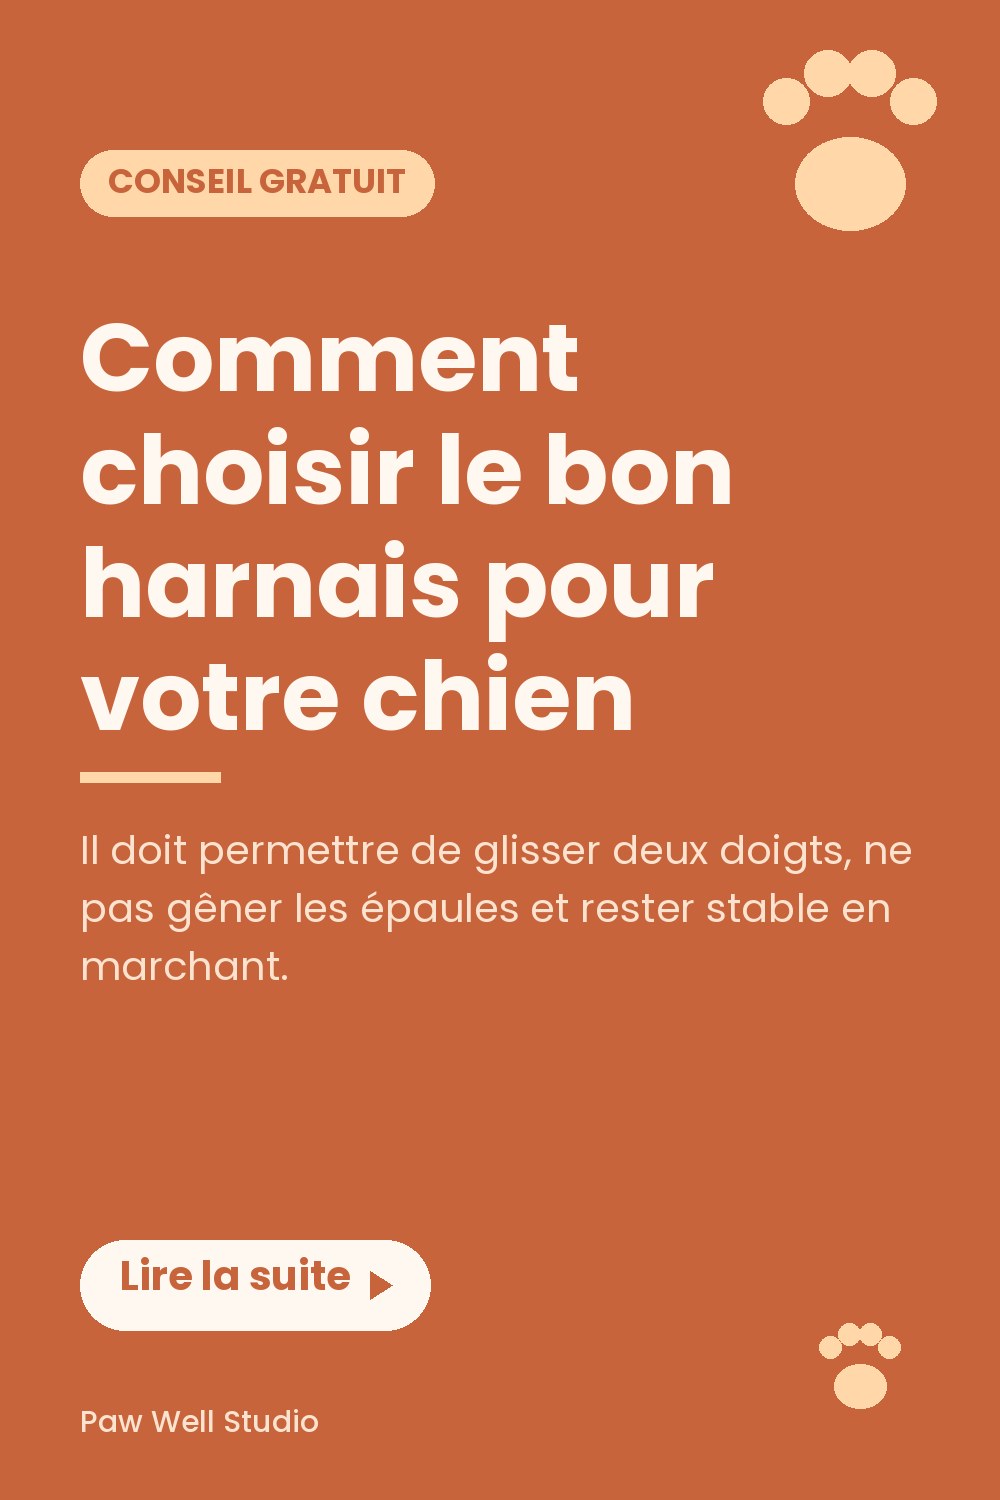 CONSEIL GRATUIT
Comment
choisir le bon
harnais pour
votre chien
Il doit permettre de glisser deux doigts, ne
pas gêner les épaules et rester stable en
marchant.
Lire la suite
Paw Well Studio